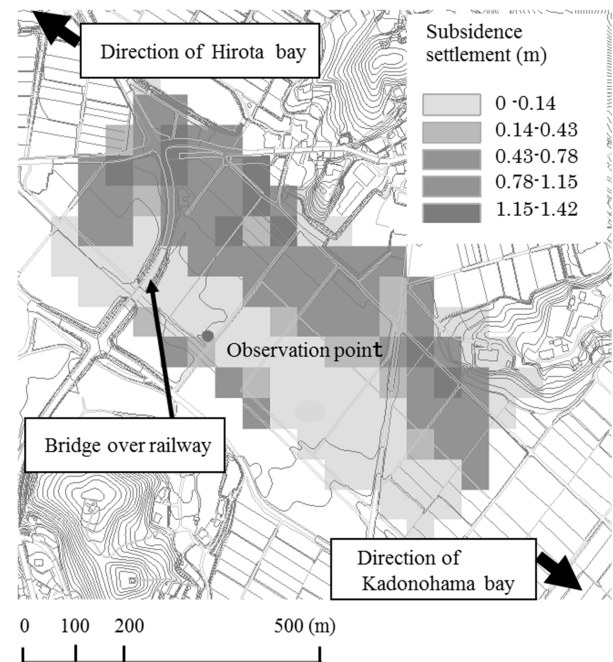 Direction of Hirota bay
Subsidence
settlement (m)
0 -0.14
0.14-0.43
0.43-0.78
0.78-1.15
1.15-1.42
Observation point
Bridge over railway
Direction of
Kadonohama bay
0 100 200 500 (m)